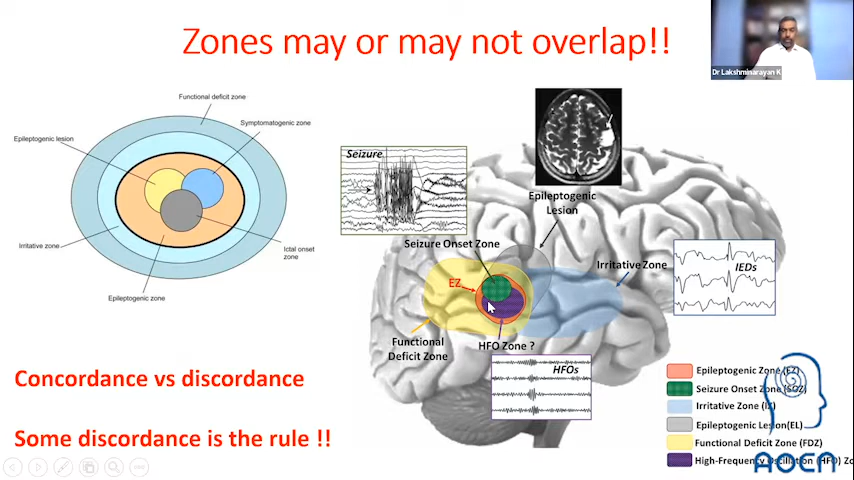 Zones may or may not overlap!!
Dr Lakshminarayan K
Functional deficit zone
Symptomatogenic zone
Epileptogenic lesion
Irritative zone
Ictal onset
zone
Epileptogenic zone
Seizure
Epileptogenic
Lesion
Seizure Onset Zone
Irritative Zone
IEDs
EZ
Functional
Deficit Zone
HFO Zone ?
HFOs
Concordance vs discordance
Some discordance is the rule !!
Epileptogenic Zone (EZ)
Seizure Onset Zone (SOZ)
Irritative Zone (IZ)
Epileptogenic Lesion(EL)
Functional Deficit Zone (FDZ)
High-Frequency Oscillation (HFO) Zo
AOCN